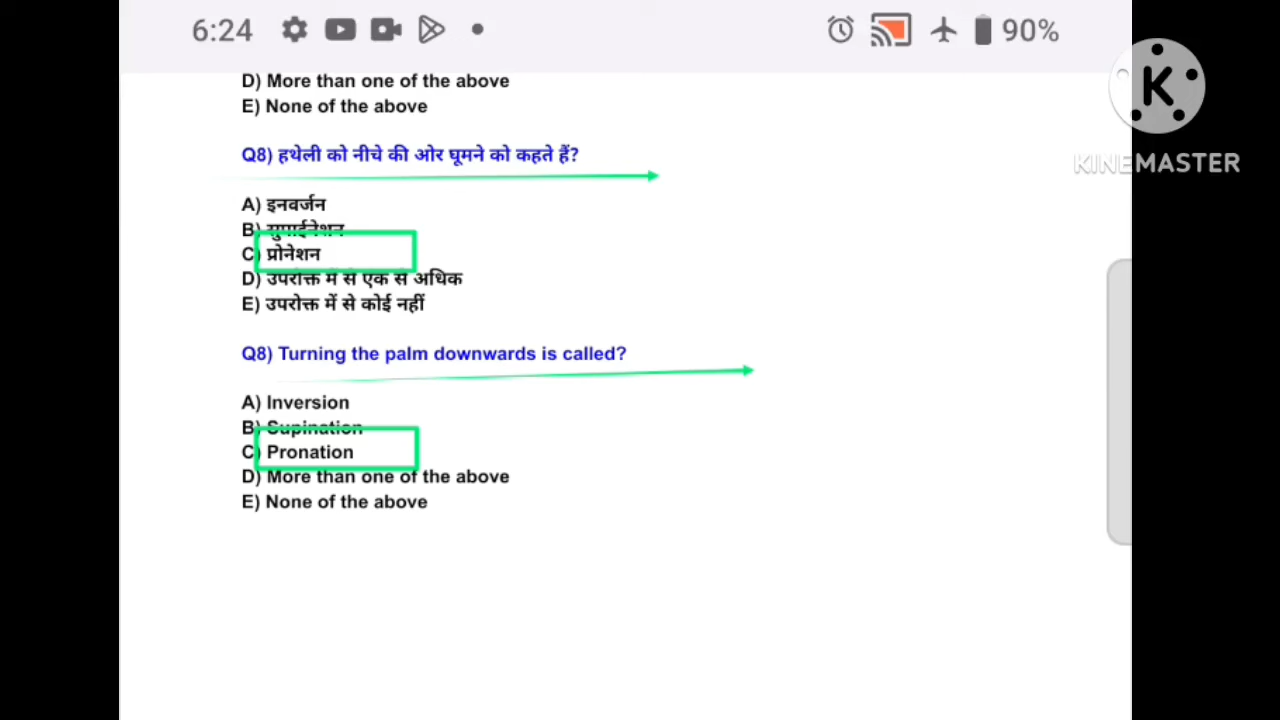 6:24
90%
K
KINEMASTER
D) More than one of the above
E) None of the above
Q8) हथेली को नीचे की ओर घूमने को कहते हैं?
A) इनवर्जन
B) सुपाईनेशन
C) प्रोनेशन
D) उपरोक्त में से एक से अधिक
E) उपरोक्त में से कोई नहीं
Q8) Turning the palm downwards is called?
A) Inversion
B) Supination
C) Pronation
D) More than one of the above
E) None of the above